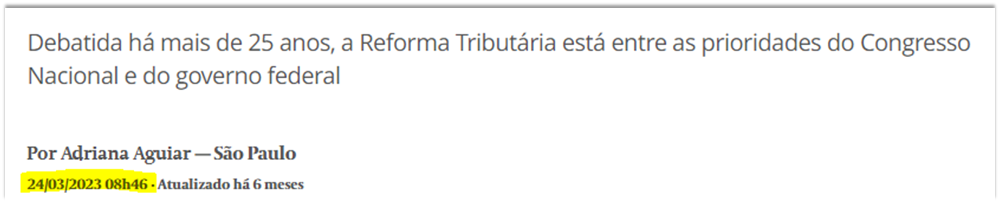 Debatida há mais de 25 anos, a Reforma Tributária está entre as prioridades do Congresso
Nacional e do governo federal
Por Adriana Aguiar — São Paulo
24/03/2023 08h46 · Atualizado há 6 meses